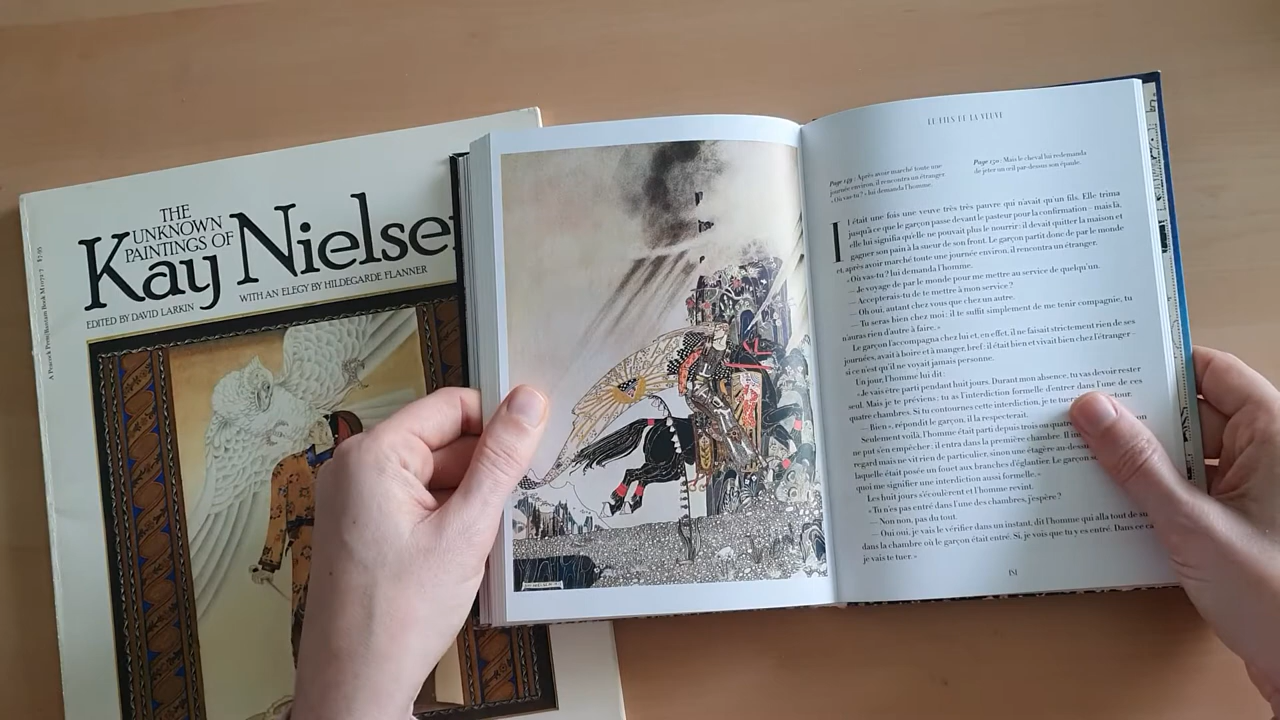 THE
UNKNOWN
PAINTINGS OF
Kay Nielse
EDITED BY DAVID LARKIN
WITH AN ELEGY BY HILDEGARDE FLANNER
A Peacock Press/Bantam Book
LE FILS DE LA VEUVE
Page 149 : Après avoir marché toute une
journée environ, il rencontra un étranger.
« Où vas-tu ? » lui demanda l'homme.
Page 150 : Mais le cheval lui redemanda
de jeter un œil par-dessus son épaule.
Il était une fois une veuve très très pauvre qui n'avait qu'un fils. Elle trima
jusqu'à ce que le garçon passe devant le pasteur pour la confirmation – mais là,
elle lui signifia qu'elle ne pouvait plus le nourrir : il devait quitter la maison et
gagner son pain à la sueur de son front. Le garçon partit donc de par le monde
et, après avoir marché toute une journée environ, il rencontra un étranger.
« Où vas-tu ? lui demanda l'homme.
— Je voyage de par le monde pour me mettre au service de quelqu'un.
— Accepterais-tu de te mettre à mon service ?
— Oh oui, autant chez vous que chez un autre.
— Tu seras bien chez moi : il te suffit simplement de me tenir compagnie, tu
n'auras rien d'autre à faire. »
Le garçon l'accompagna chez lui et, en effet, il ne faisait strictement rien de ses
journées, avait à boire et à manger, bref : il était bien et vivait bien chez l'étranger –
si ce n'est qu'il ne voyait jamais personne.
Un jour, l'homme lui dit :
« Je vais être parti pendant huit jours. Durant mon absence, tu vas devoir rester
seul. Mais je te préviens : tu as l'interdiction formelle d'entrer dans l'une de ces
quatre chambres. Si tu contournes cette interdiction, je te tuer tour.
— Bien », répondit le garçon, il la respecterait.
Seulement voilà, l'homme était parti depuis trois ou quatre on
ne put s'en empêcher ; il entra dans la première chambre. Il
regard mais ne vit rien de particulier, sinon une étagère au-dessu
laquelle était posée un fouet aux branches d'églantier. Le garçon
quoi me signifier une interdiction aussi formelle. »
Les huit jours s'écoulèrent et l'homme revint.
« Tu n'es pas entré dans l'une des chambres, j'espère ?
— Non non, pas du tout.
— Oui oui, je vais le vérifier dans un instant, dit l'homme qui alla tout de su
dans la chambre où le garçon était entré. Si, je vois que tu y es entré. Dans ce ca
je vais te tuer. »
151